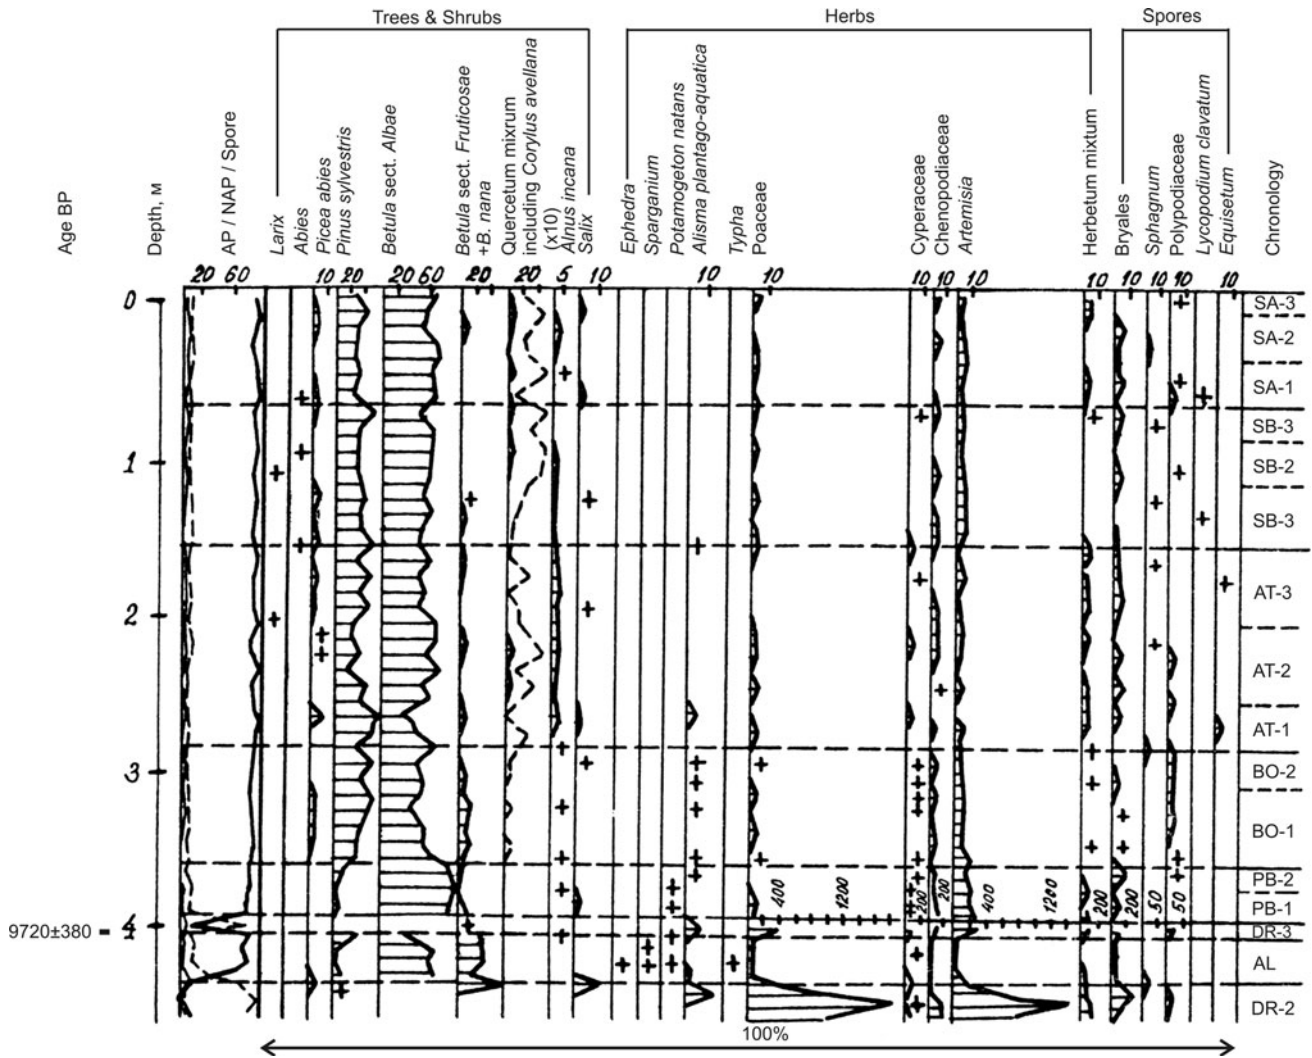 Trees & Shrubs
Herbs
Spores
Age BP
Depth, м
AP / NAP / Spore
Larix
Abies
Picea abies
Pinus sylvestris
Betula sect. Albae
Betula sect. Fruticosae
+B. nana
Quercetum mixrum
including Corylus avellana
(x10)
Alnus incana
Salix
Ephedra
Sparganium
Potamogeton natans
Alisma plantago-aquatica
Typha
Poaceae
Cyperaceae
Chenopodiaceae
Artemisia
Herbetum mixtum
Bryales
Sphagnum
Polypodiaceae
Lycopodium clavatum
Equisetum
Chronology
20 60 10 20 20 60 20 20 5 10 10 10 10 10 10 10 10 10 10 10
0
SA-3
SA-2
SA-1
SB-3
1
SB-2
SB-3
AT-3
2
AT-2
AT-1
3
BO-2
BO-1
PB-2
400 1200 200 200 400 1200 200 200 50 50
PB-1
9720±380
4
DR-3
AL
DR-2
100%